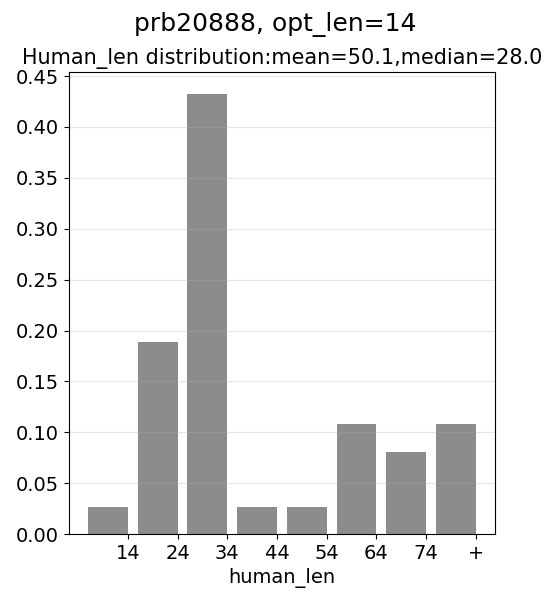 prb20888, opt_len=14
Human_len distribution:mean=50.1,median=28.0
0.45
0.40
0.35
0.30
0.25
0.20
0.15
0.10
0.05
0.00
14 24 34 44 54 64 74 +
human_len